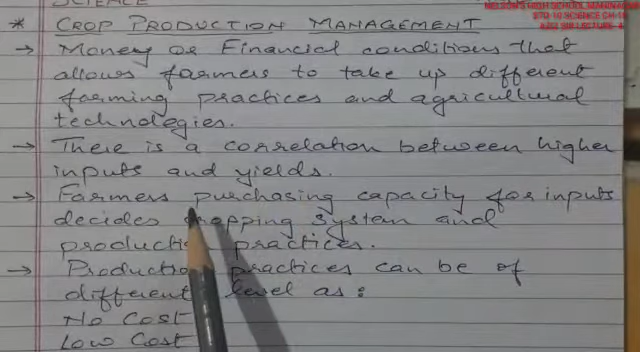 SCIENCE
* CROP PRODUCTION MANAGEMENT
→ Money or Financial conditions that
allows farmers to take up different
farming practices and agricultural
technologies.
→ There is a correlation between higher
inputs and yields.
→ Farmers purchasing capacity for inputs
decides cropping system and
production practices.
→ Production practices can be of
different level as:
No Cost
Low Cost